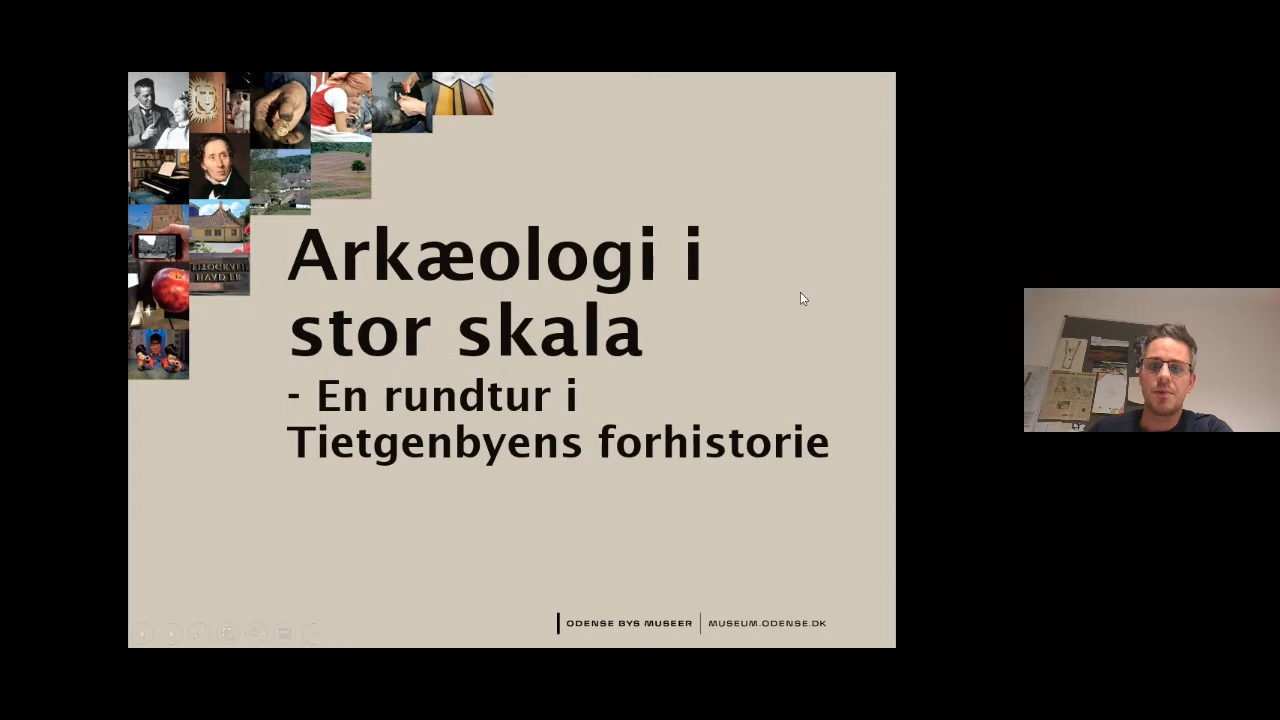 Arkæologi i
stor skala
- En rundtur i
Tietgenbyens forhistorie
ODENSE BYS MUSEER | MUSEUM.ODENSE.DK